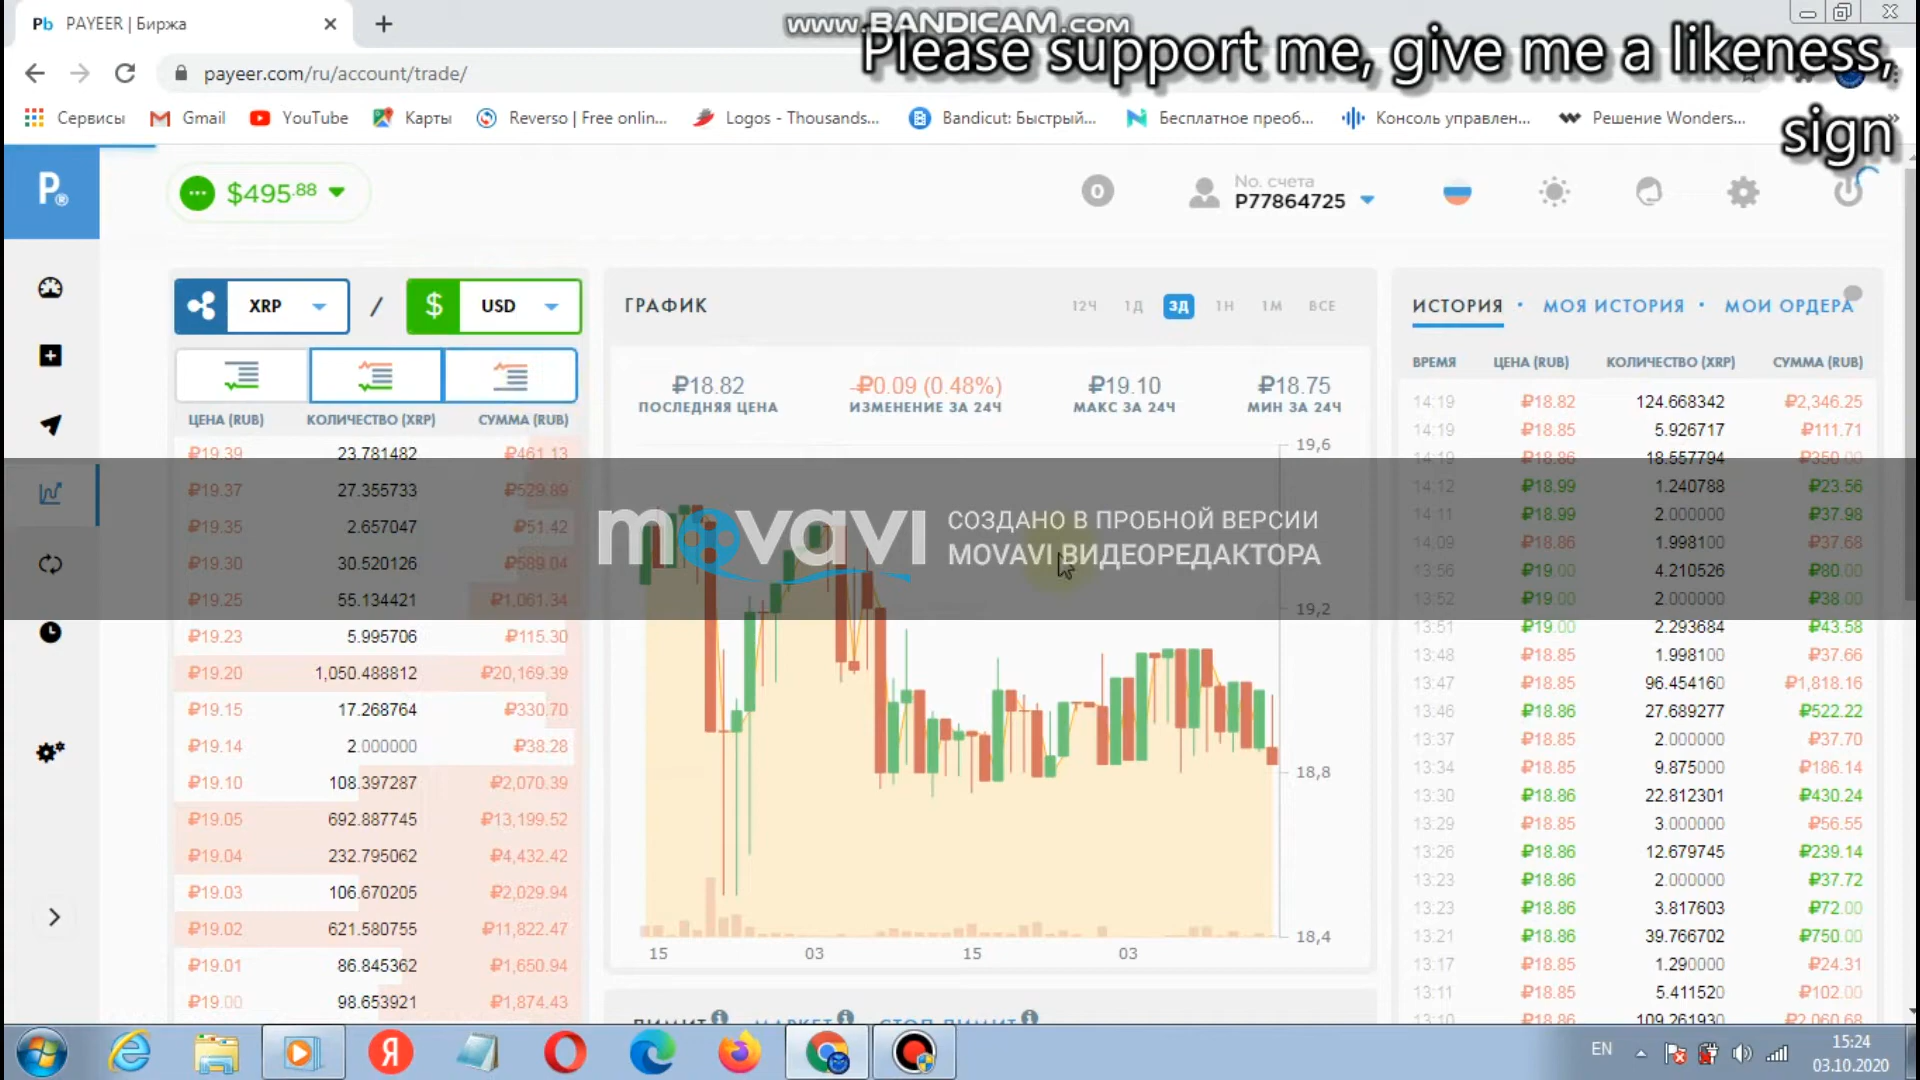 PAYEER | Биржа
www.BANDICAM.com
Please support me, give me a likeness,
sign
payeer.com/ru/account/trade/
Сервисы Gmail YouTube Карты Reverso | Free onlin... Logos - Thousands... Bandicut: Быстрый... Бесплатное преоб... Консоль управлен... Решение Wonders... »
P® $495.88 0 No. счета
P77864725
XRP / $ USD
ГРАФИК 12Ч 1Д 3Д 1Н 1М ВСЕ
ИСТОРИЯ • МОЯ ИСТОРИЯ • МОИ ОРДЕРА
₽18.82 -₽0.09 (0.48%) ₽19.10 ₽18.75
ПОСЛЕДНЯЯ ЦЕНА ИЗМЕНЕНИЕ ЗА 24Ч МАКС ЗА 24Ч МИН ЗА 24Ч
ЦЕНА (RUB) КОЛИЧЕСТВО (XRP) СУММА (RUB)
₽19.39 23.781482 ₽461.13
₽19.37 27.355733 ₽529.89
₽19.35 2.657047 ₽51.42
₽19.30 30.520126 ₽589.04
₽19.25 55.134421 ₽1,061.34
₽19.23 5.995706 ₽115.30
₽19.20 1,050.488812 ₽20,169.39
₽19.15 17.268764 ₽330.70
₽19.14 2.000000 ₽38.28
₽19.10 108.397287 ₽2,070.39
₽19.05 692.887745 ₽13,199.52
₽19.04 232.795062 ₽4,432.42
₽19.03 106.670205 ₽2,029.94
₽19.02 621.580755 ₽11,822.47
₽19.01 86.845362 ₽1,650.94
₽19.00 98.653921 ₽1,874.43
movavi СОЗДАНО В ПРОБНОЙ ВЕРСИИ
MOVAVI ВИДЕОРЕДАКТОРА
19,6
19,2
18,8
18,4
15 03 15 03
ЛИМИТ МАРКЕТ СТОП ЛИМИТ
ВРЕМЯ ЦЕНА (RUB) КОЛИЧЕСТВО (XRP) СУММА (RUB)
14:19 ₽18.82 124.668342 ₽2,346.25
14:19 ₽18.85 5.926717 ₽111.71
14:19 ₽18.86 18.557794 ₽350.00
14:12 ₽18.99 1.240788 ₽23.56
14:11 ₽18.99 2.000000 ₽37.98
14:09 ₽18.86 1.998100 ₽37.68
13:56 ₽19.00 4.210526 ₽80.00
13:52 ₽19.00 2.000000 ₽38.00
13:51 ₽19.00 2.293684 ₽43.58
13:48 ₽18.85 1.998100 ₽37.66
13:47 ₽18.85 96.454160 ₽1,818.16
13:46 ₽18.86 27.689277 ₽522.22
13:37 ₽18.85 2.000000 ₽37.70
13:34 ₽18.85 9.875000 ₽186.14
13:30 ₽18.86 22.812301 ₽430.24
13:29 ₽18.85 3.000000 ₽56.55
13:26 ₽18.86 12.679745 ₽239.14
13:23 ₽18.86 2.000000 ₽37.72
13:23 ₽18.86 3.817603 ₽72.00
13:21 ₽18.86 39.766702 ₽750.00
13:17 ₽18.85 1.290000 ₽24.31
13:11 ₽18.85 5.411520 ₽102.00
13:10 ₽18.86 109.261930 ₽2,060.68
EN 15:24
03.10.2020